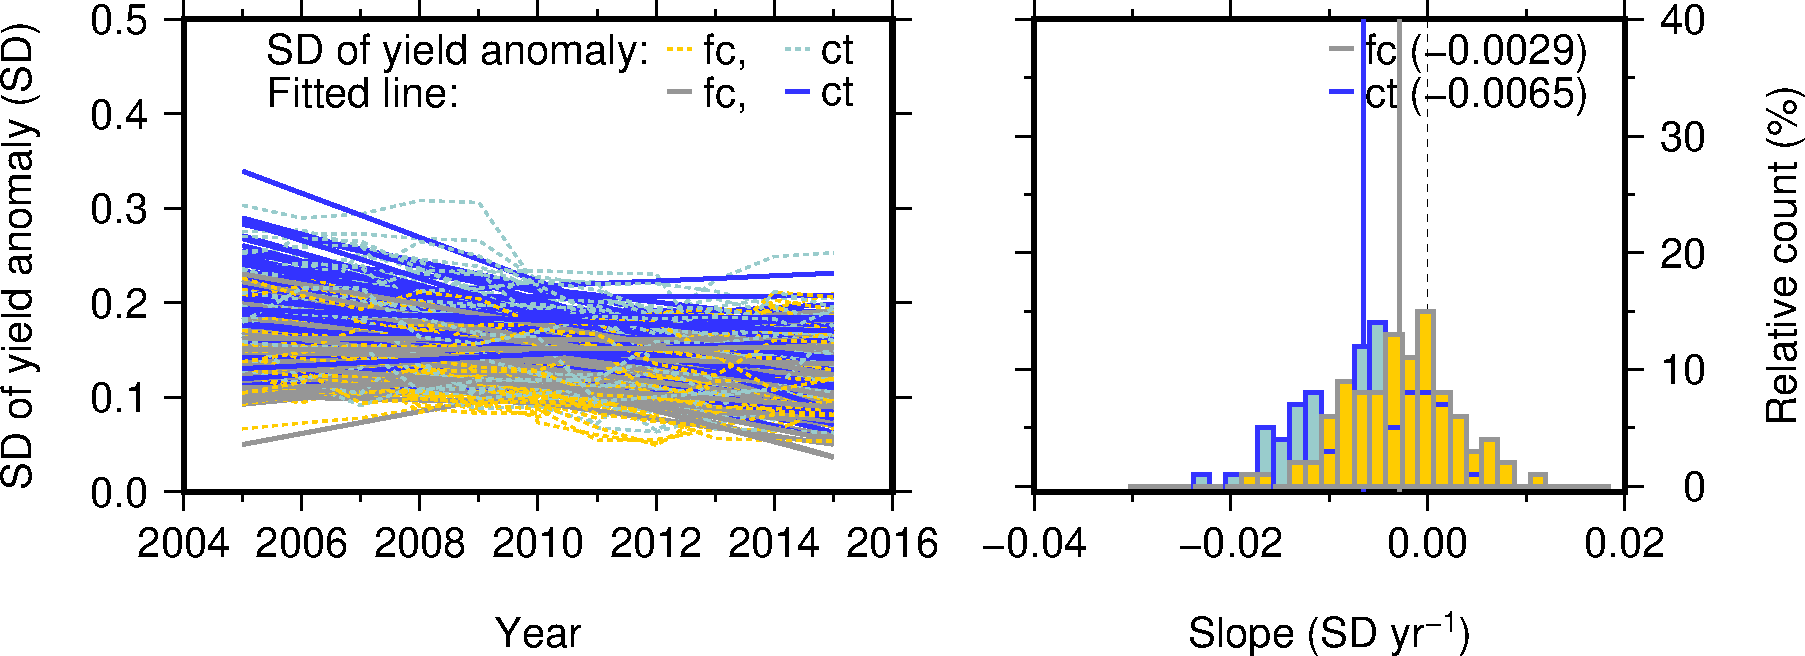 SD of yield anomaly (SD)
0.5
0.4
0.3
0.2
0.1
0.0
SD of yield anomaly: fc, ct
Fitted line: fc, ct
2004 2006 2008 2010 2012 2014 2016
Year
fc (−0.0029)
ct (−0.0065)
40
30
20
10
0
Relative count (%)
−0.04 −0.02 0.00 0.02
Slope (SD yr⁻¹)